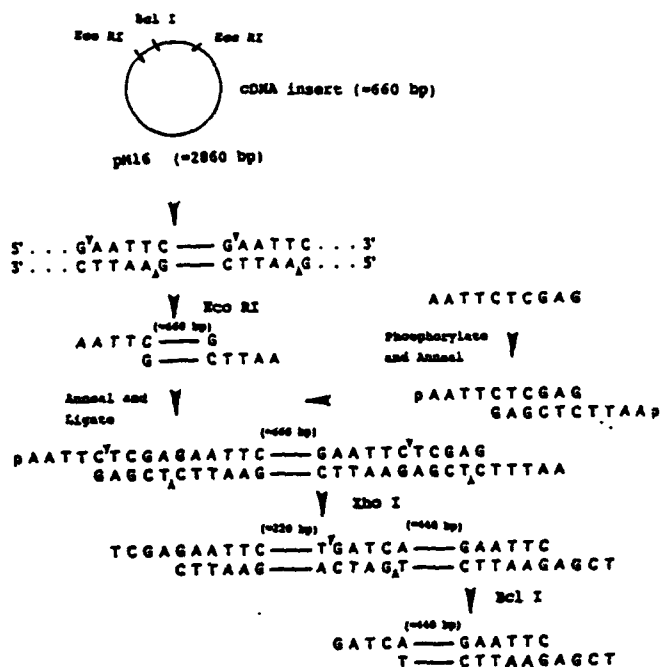 Bcl I
Eco RI Eco RI
cDNA insert (≈660 bp)
pM16 (≈2860 bp)
5'...GAATTC — GAATTC...3'
3'...CTTAAG — CTTAAG...5'
Eco RI
(≈660 bp)
AATTC — G
G — CTTAA
AATTCTCGAG
Phosphorylate
and Anneal
pAATTCTCGAG
GAGCTCTTAAp
Anneal and
Ligate
(≈660 bp)
pAATTCTCGAGAATTC — GAATTCTCGAG
GAGCTCTTAAG — CTTAAGAGCTCTTTAA
Xho I
(≈220 bp) (≈440 bp)
TCGAGAATTC — TGATCA — GAATTC
CTTAAG — ACTAGT — CTTAAGAGCT
Bcl I
(≈440 bp)
GATCA — GAATTC
T — CTTAAGAGCT